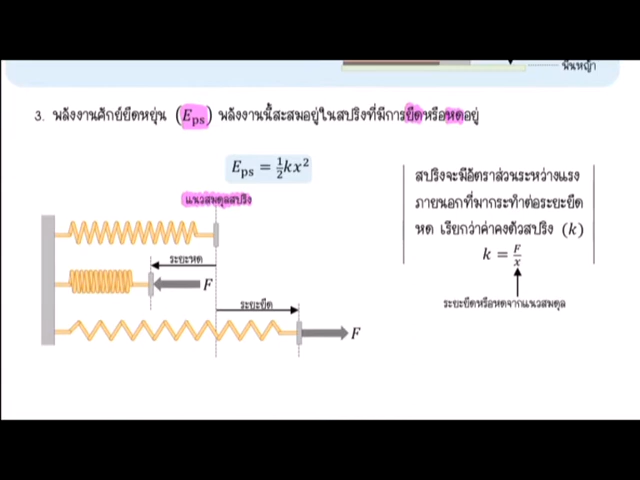 พื้นหญ้า
3. พลังงานศักย์ยืดหยุ่น (Eps) พลังงานนี้สะสมอยู่ในสปริงที่มีการยืดหรือหดอยู่
Eps = ½kx²
แนวสมดุลสปริง
ระยะหด
F
ระยะยืด
F
สปริงจะมีอัตราส่วนระหว่างแรง
ภายนอกที่มากระทำต่อระยะยืด
หด เรียกว่าค่าคงตัวสปริง (k)
k = F/x
ระยะยืดหรือหดจากแนวสมดุล